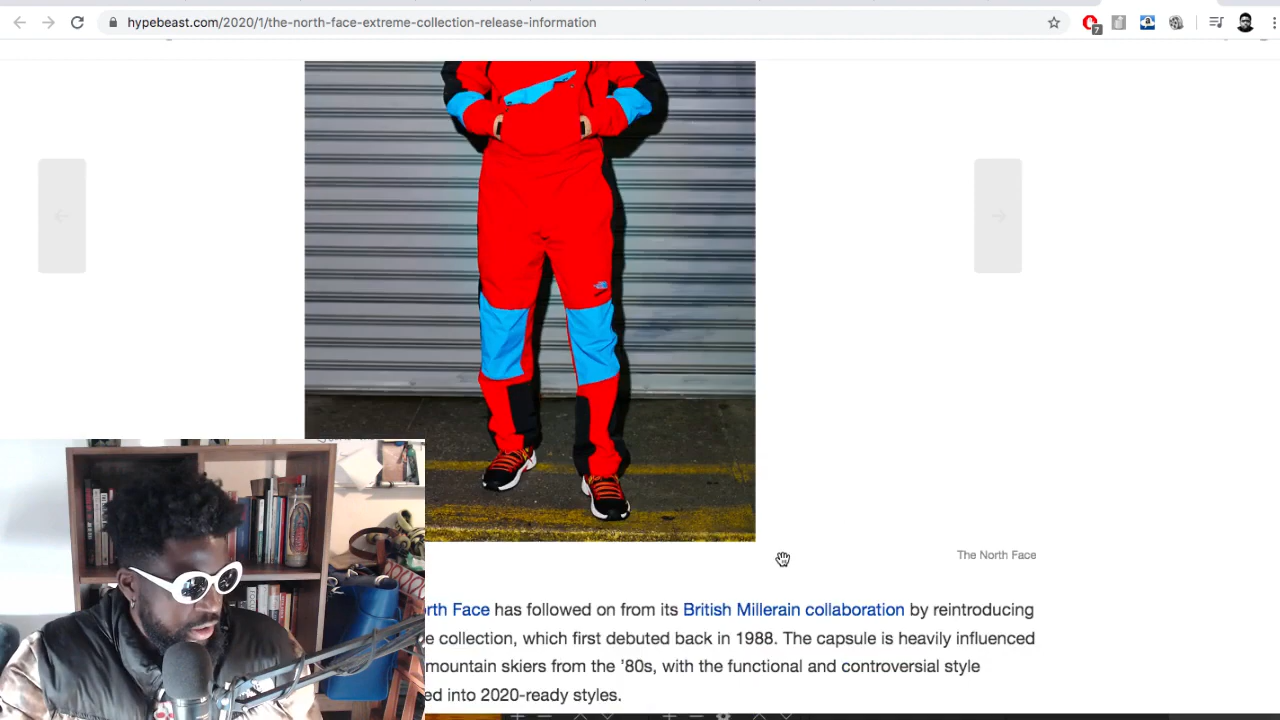 hypebeast.com/2020/1/the-north-face-extreme-collection-release-information
7
The North Face
rth Face has followed on from its British Millerain collaboration by reintroducing
e collection, which first debuted back in 1988. The capsule is heavily influenced
mountain skiers from the ’80s, with the functional and controversial style
ed into 2020-ready styles.